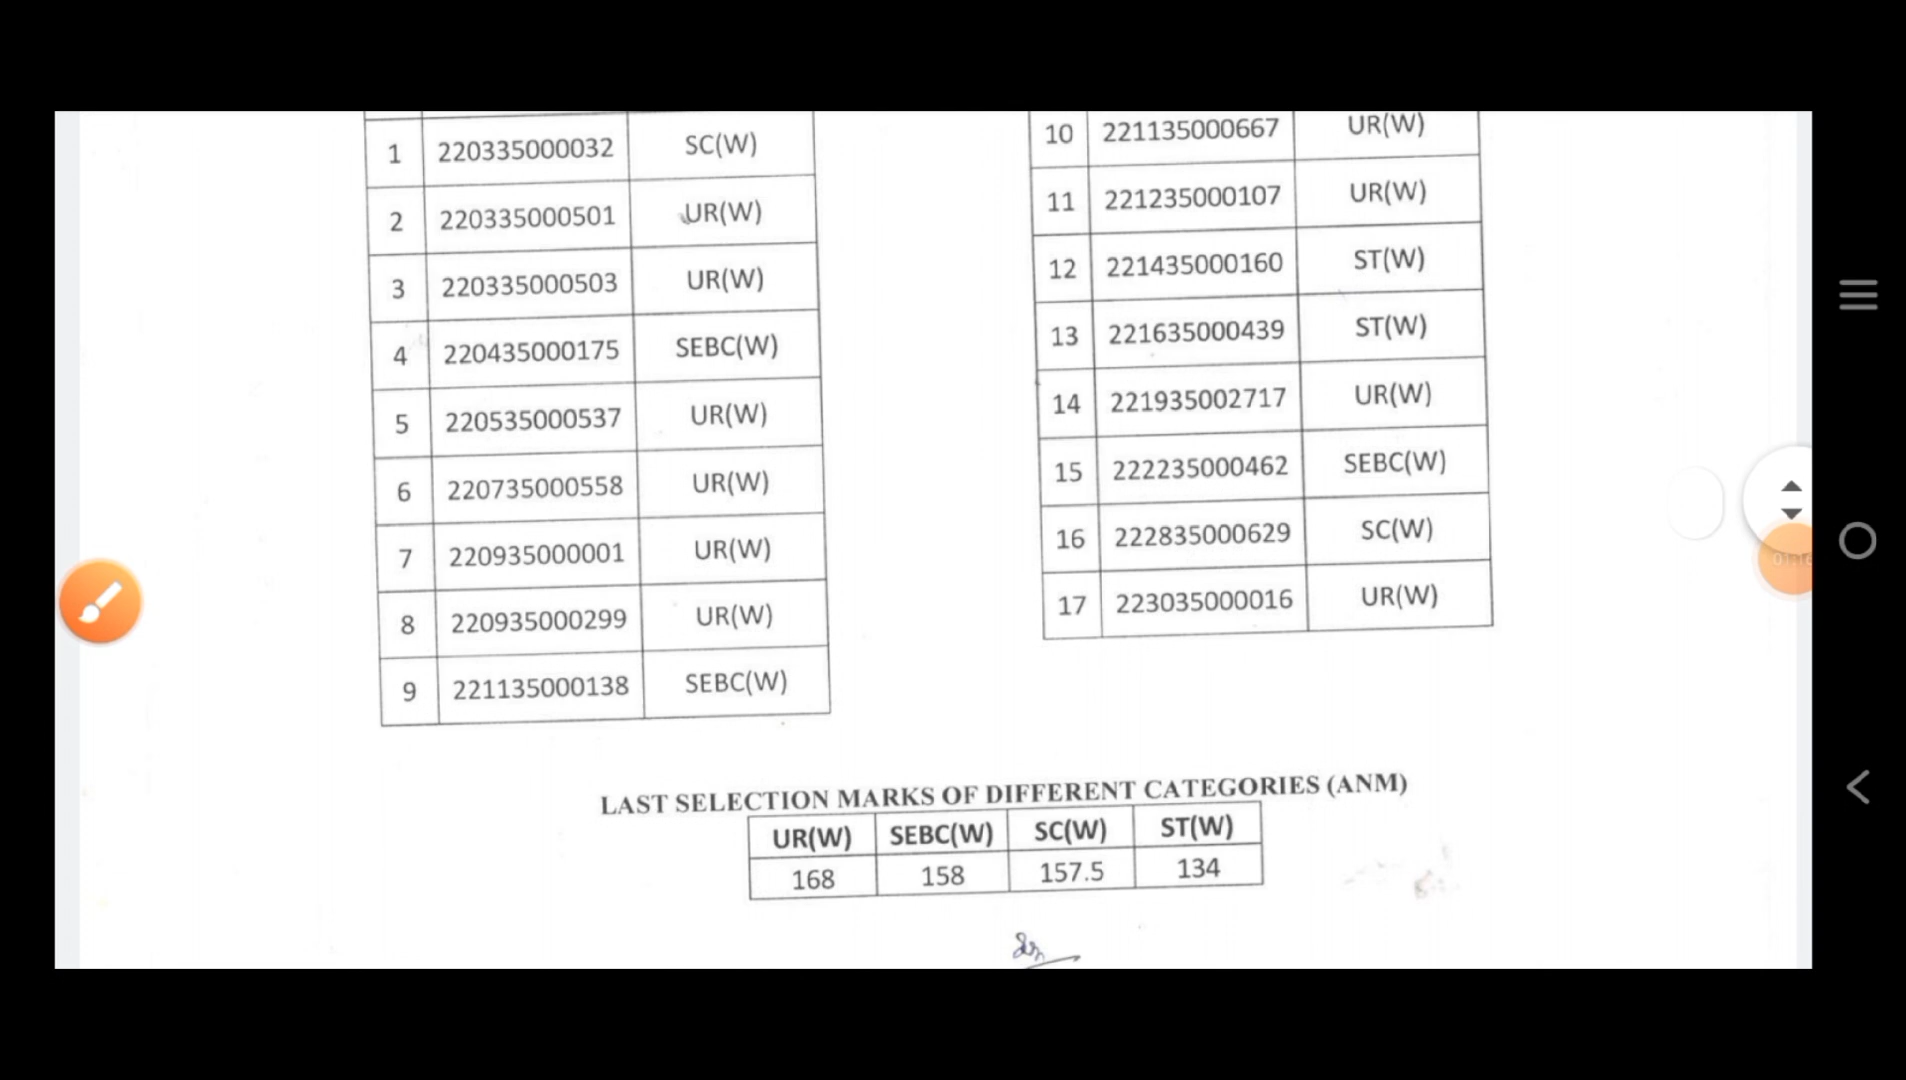 1 220335000032 SC(W)
2 220335000501 UR(W)
3 220335000503 UR(W)
4 220435000175 SEBC(W)
5 220535000537 UR(W)
6 220735000558 UR(W)
7 220935000001 UR(W)
8 220935000299 UR(W)
9 221135000138 SEBC(W)
10 221135000667 UR(W)
11 221235000107 UR(W)
12 221435000160 ST(W)
13 221635000439 ST(W)
14 221935002717 UR(W)
15 222235000462 SEBC(W)
16 222835000629 SC(W)
17 223035000016 UR(W)
LAST SELECTION MARKS OF DIFFERENT CATEGORIES (ANM)
UR(W) SEBC(W) SC(W) ST(W)
168 158 157.5 134